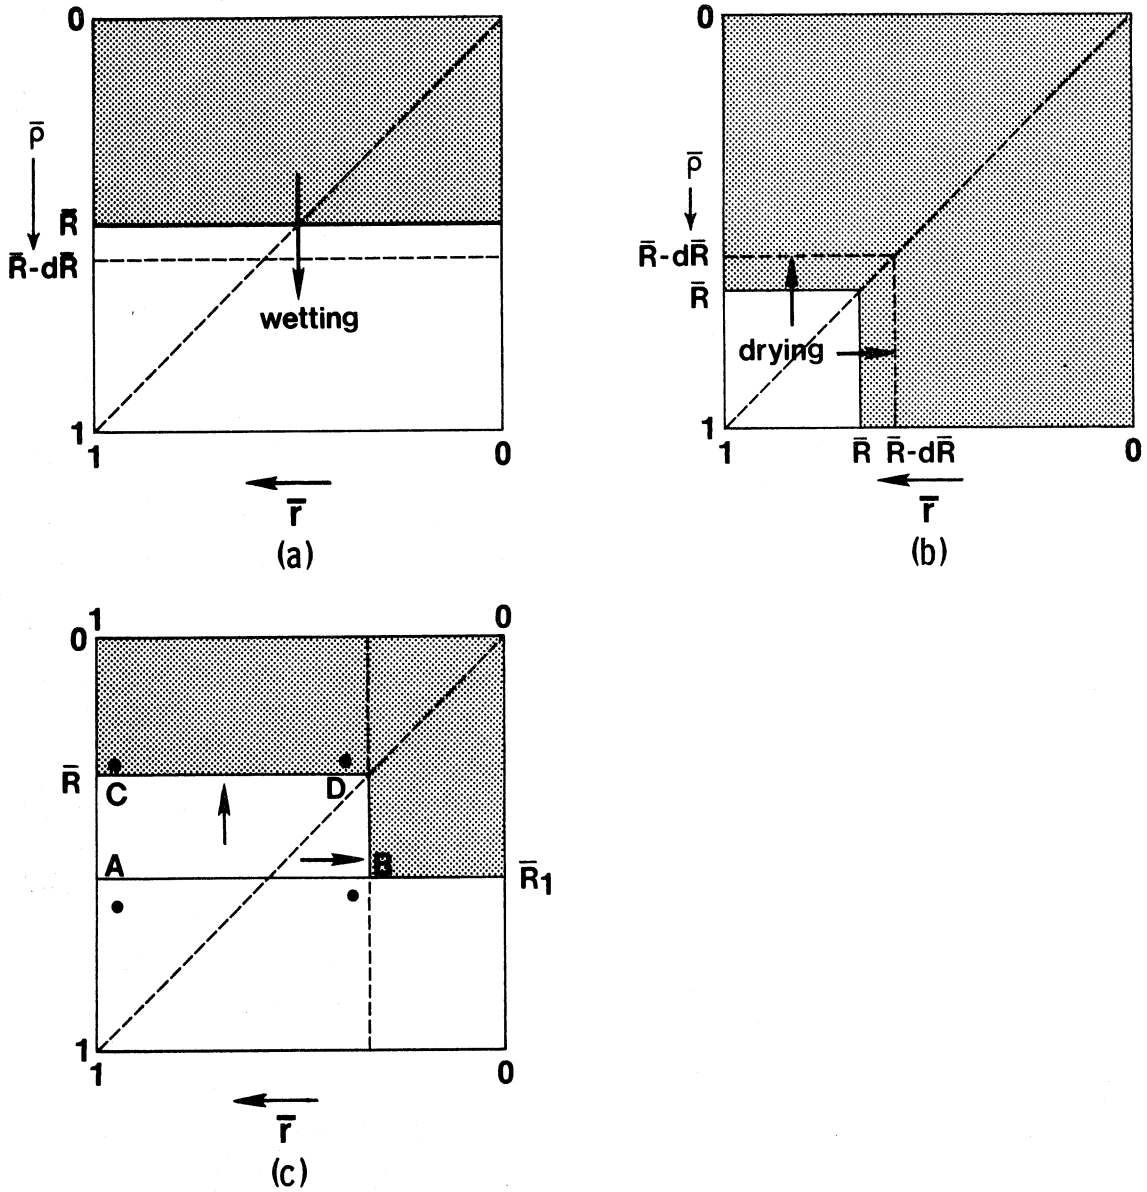 0
ρ̄
R̄
R̄-dR̄
wetting
1
1 0
r̄
(a)
0
ρ̄
R̄-dR̄
R̄
drying
1
1 R̄ R̄-dR̄ 0
r̄
(b)
1 0
0
R̄
C D
A B
R̄1
1
1 0
r̄
(c)